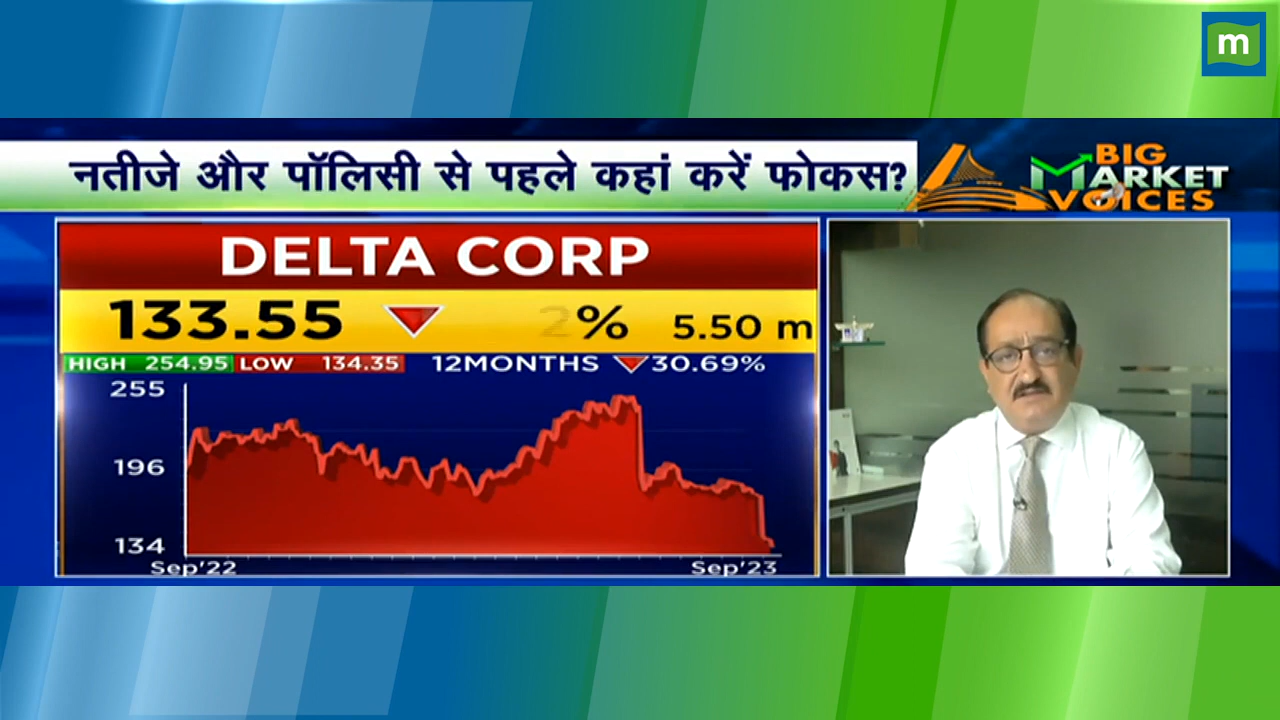 m
नतीजे और पॉलिसी से पहले कहां करें फोकस?
BIG
MARKET
VOICES
DELTA CORP
133.55 2% 5.50 m
HIGH 254.95 LOW 134.35 12MONTHS 30.69%
255
196
134
Sep'22 Sep'23